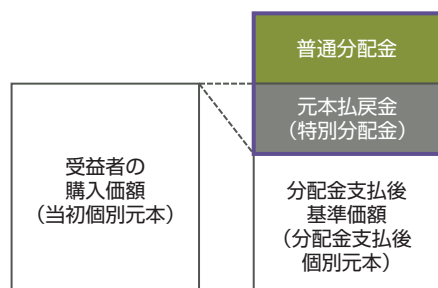 普通分配金
元本払戻金
（特別分配金）
受益者の
購入価額
（当初個別元本）
分配金支払後
基準価額
（分配金支払後
個別元本）